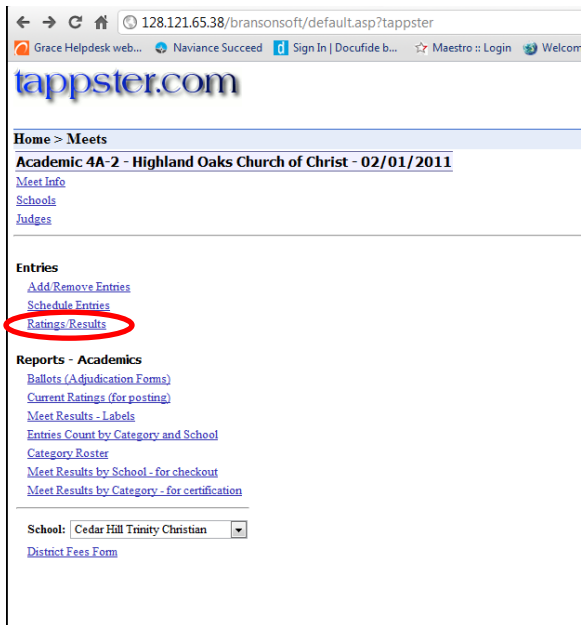 128.121.65.38/bransonsoft/default.asp?tappster
Grace Helpdesk web... Naviance Succeed Sign In | Docufide b... Maestro :: Login Welcom
tappster.com
Home > Meets
Academic 4A-2 - Highland Oaks Church of Christ - 02/01/2011
Meet Info
Schools
Judges
Entries
Add/Remove Entries
Schedule Entries
Ratings/Results
Reports - Academics
Ballots (Adjudication Forms)
Current Ratings (for posting)
Meet Results - Labels
Entries Count by Category and School
Category Roster
Meet Results by School - for checkout
Meet Results by Category - for certification
School: Cedar Hill Trinity Christian
District Fees Form